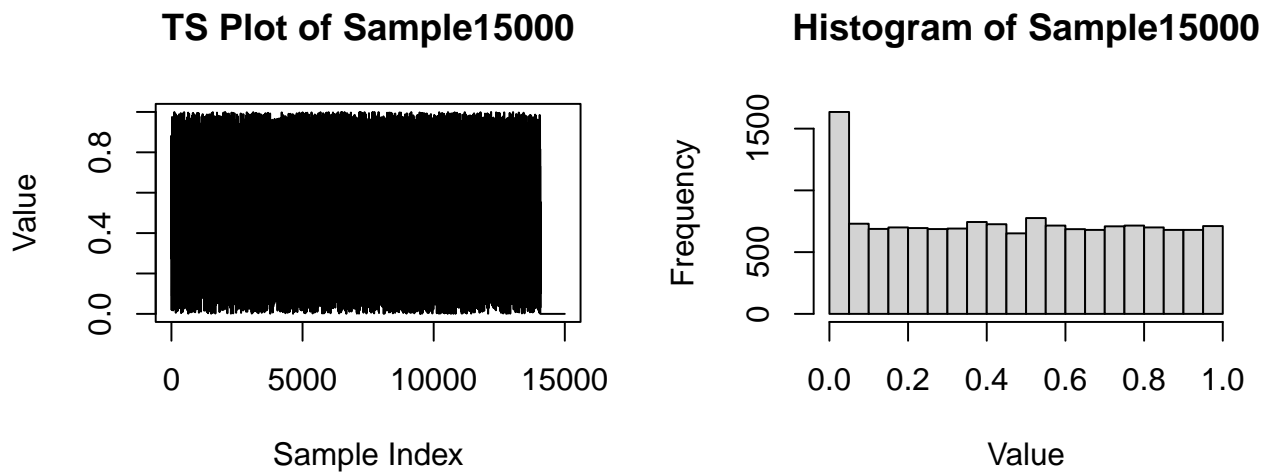 TS Plot of Sample15000
Value
0.0 0.4 0.8
0 5000 10000 15000
Sample Index
Histogram of Sample15000
Frequency
0 500 1500
0.0 0.2 0.4 0.6 0.8 1.0
Value